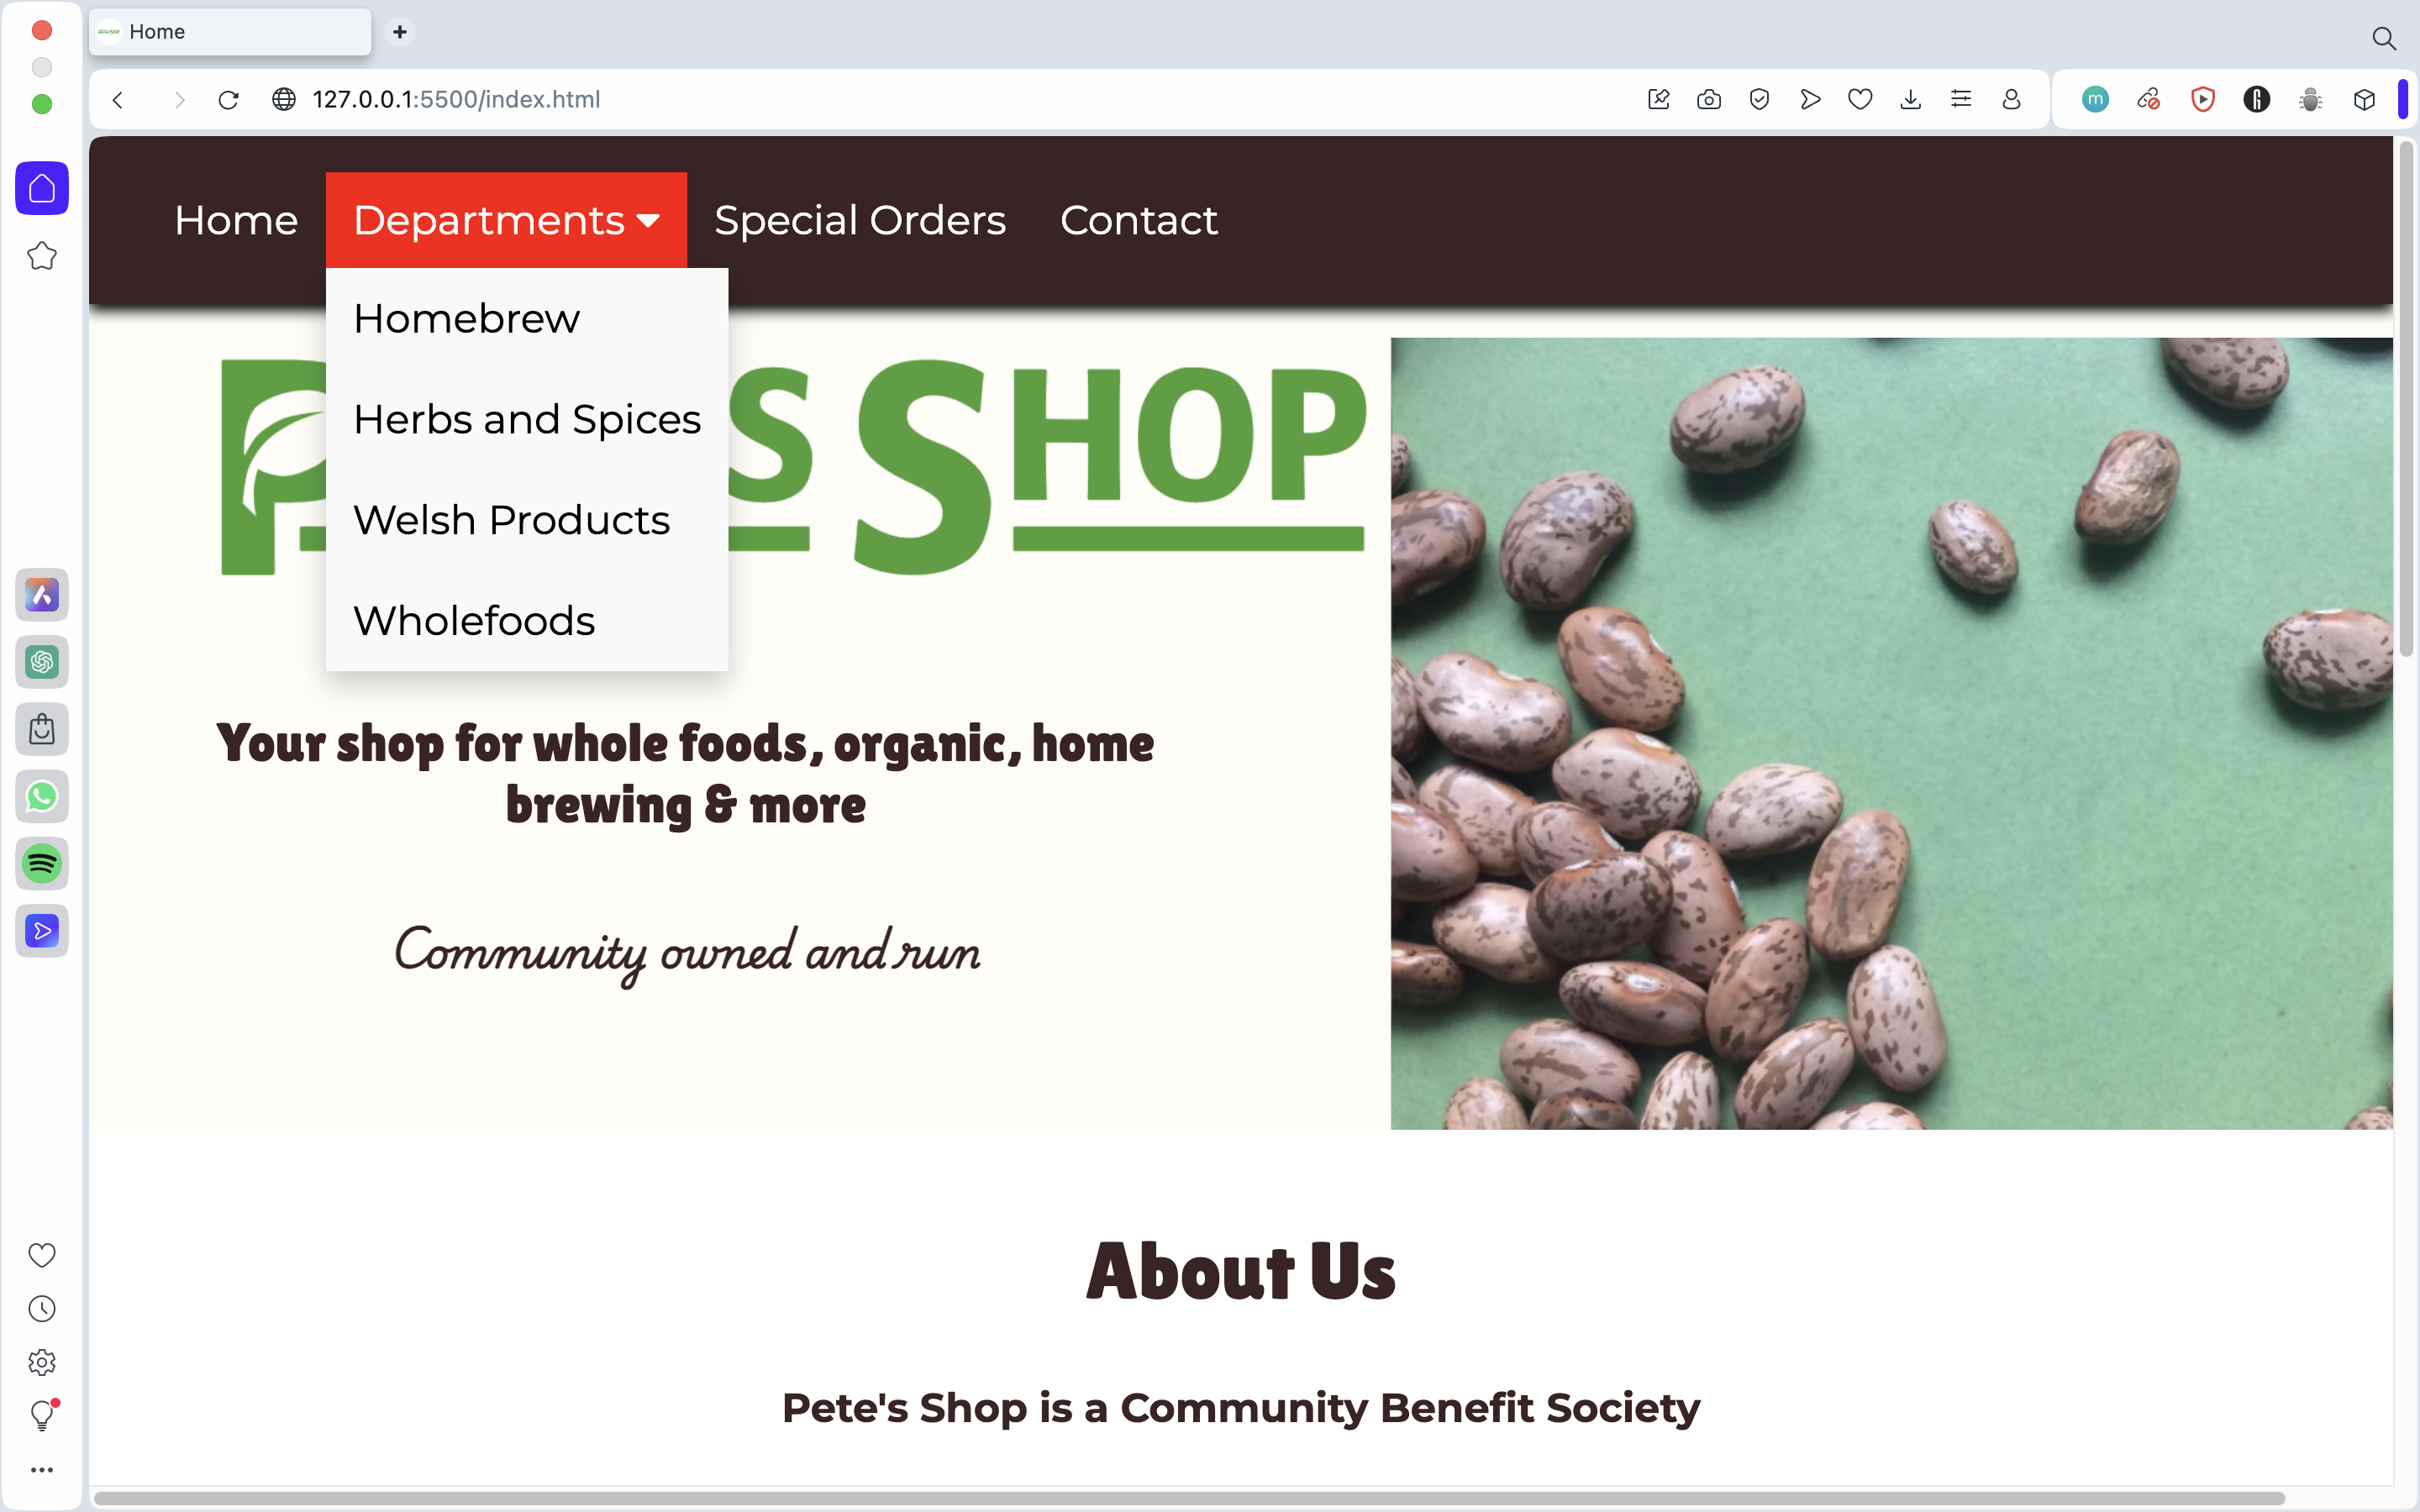 Home
127.0.0.1:5500/index.html
m
Home
Departments
Special Orders
Contact
Homebrew
Herbs and Spices
Welsh Products
Wholefoods
S SHOP
Your shop for whole foods, organic, home
brewing & more
Community owned and run
About Us
Pete's Shop is a Community Benefit Society